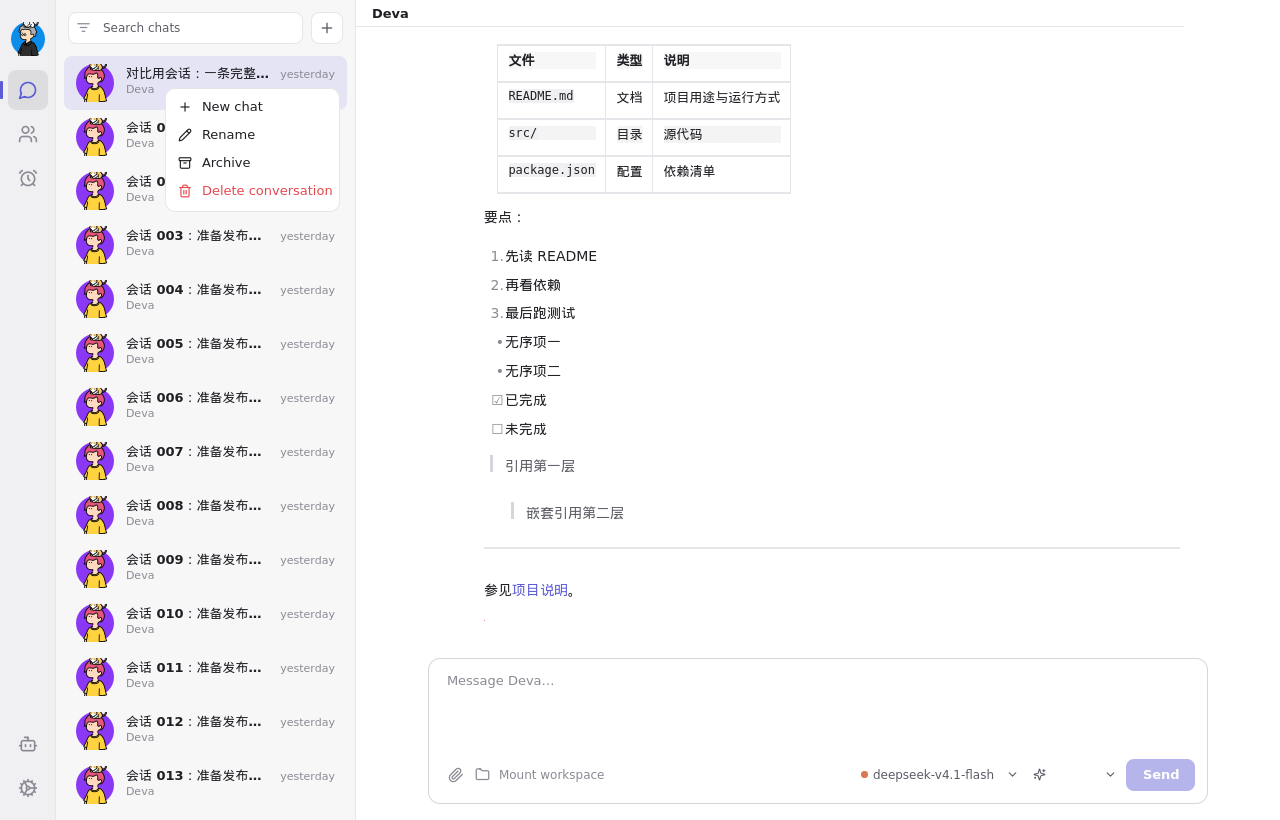 Search chats
对比用会话：一条完整… yesterday
Deva
会话 0
Deva
会话 0
Deva
New chat
Rename
Archive
Delete conversation
会话 003：准备发布… yesterday
Deva
会话 004：准备发布… yesterday
Deva
会话 005：准备发布… yesterday
Deva
会话 006：准备发布… yesterday
Deva
会话 007：准备发布… yesterday
Deva
会话 008：准备发布… yesterday
Deva
会话 009：准备发布… yesterday
Deva
会话 010：准备发布… yesterday
Deva
会话 011：准备发布… yesterday
Deva
会话 012：准备发布… yesterday
Deva
会话 013：准备发布… yesterday
Deva
Deva
文件 类型 说明
README.md 文档 项目用途与运行方式
src/ 目录 源代码
package.json 配置 依赖清单
要点：
1. 先读 README
2. 再看依赖
3. 最后跑测试
• 无序项一
• 无序项二
☑ 已完成
☐ 未完成
引用第一层
嵌套引用第二层
参见项目说明。
Message Deva…
Mount workspace
deepseek-v4.1-flash
Send